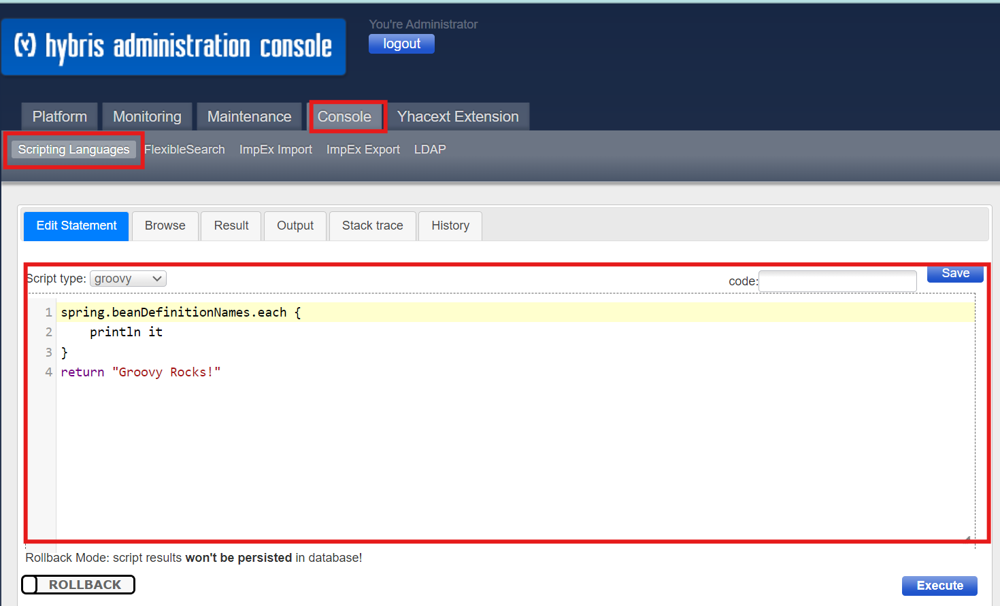 You're Administrator
hybris administration console
logout
Platform Monitoring Maintenance Console Yhacext Extension
Scripting Languages FlexibleSearch ImpEx Import ImpEx Export LDAP
Edit Statement Browse Result Output Stack trace History
Script type: groovy code: Save
1 spring.beanDefinitionNames.each {
2 println it
3 }
4 return "Groovy Rocks!"
Rollback Mode: script results won't be persisted in database!
ROLLBACK Execute